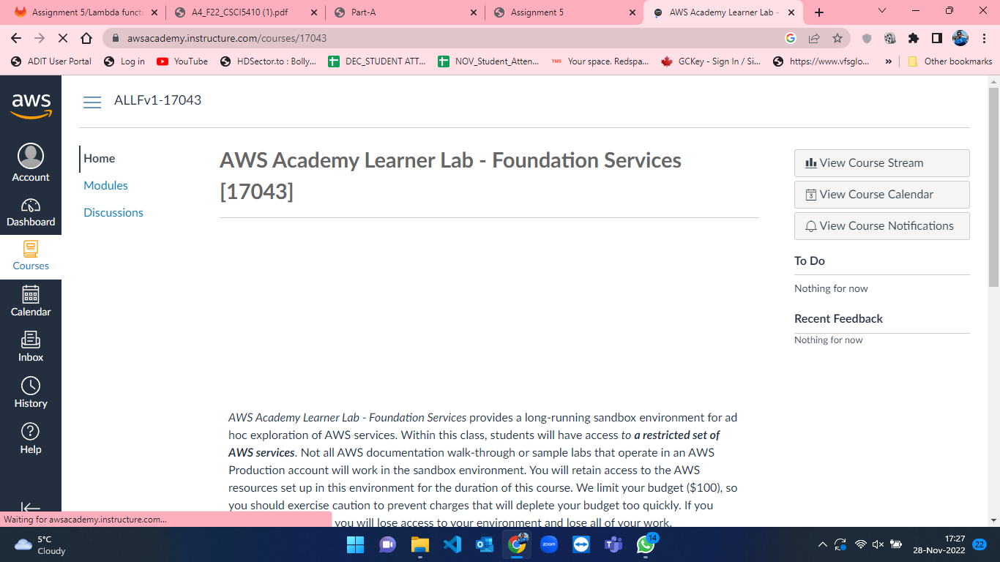 Assignment 5/Lambda functi
A4_F22_CSCI5410 (1).pdf
Part-A
Assignment 5
AWS Academy Learner Lab -
awsacademy.instructure.com/courses/17043
ADIT User Portal
Log in
YouTube
HDSector.to : Bolly...
DEC_STUDENT ATT...
NOV_Student_Atten...
TMS
Your space. Redspa...
GCKey - Sign In / Si...
https://www.vfsglo...
»
Other bookmarks
aws
Account
Dashboard
Courses
Calendar
Inbox
History
Help
ALLFv1-17043
Home
Modules
Discussions
AWS Academy Learner Lab - Foundation Services
[17043]
AWS Academy Learner Lab - Foundation Services provides a long-running sandbox environment for ad
hoc exploration of AWS services. Within this class, students will have access to a restricted set of
AWS services. Not all AWS documentation walk-through or sample labs that operate in an AWS
Production account will work in the sandbox environment. You will retain access to the AWS
resources set up in this environment for the duration of this course. We limit your budget ($100), so
you should exercise caution to prevent charges that will deplete your budget too quickly. If you
you will lose access to your environment and lose all of your work.
View Course Stream
3
View Course Calendar
View Course Notifications
To Do
Nothing for now
Recent Feedback
Nothing for now
Waiting for awsacademy.instructure.com...
5°C
Cloudy
zoom
14
17:27
28-Nov-2022
22